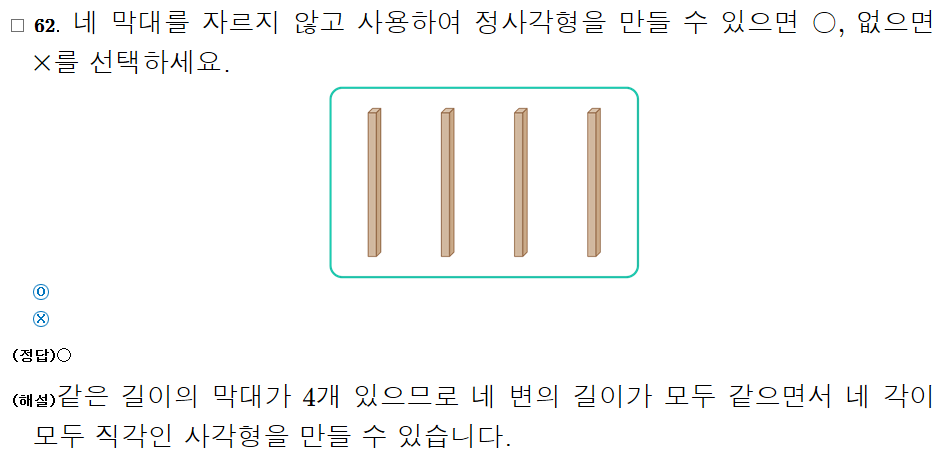 □ 62. 네 막대를 자르지 않고 사용하여 정사각형을 만들 수 있으면 ○, 없으면
×를 선택하세요.
ⓞ
ⓧ
(정답)○
(해설)같은 길이의 막대가 4개 있으므로 네 변의 길이가 모두 같으면서 네 각이
모두 직각인 사각형을 만들 수 있습니다.